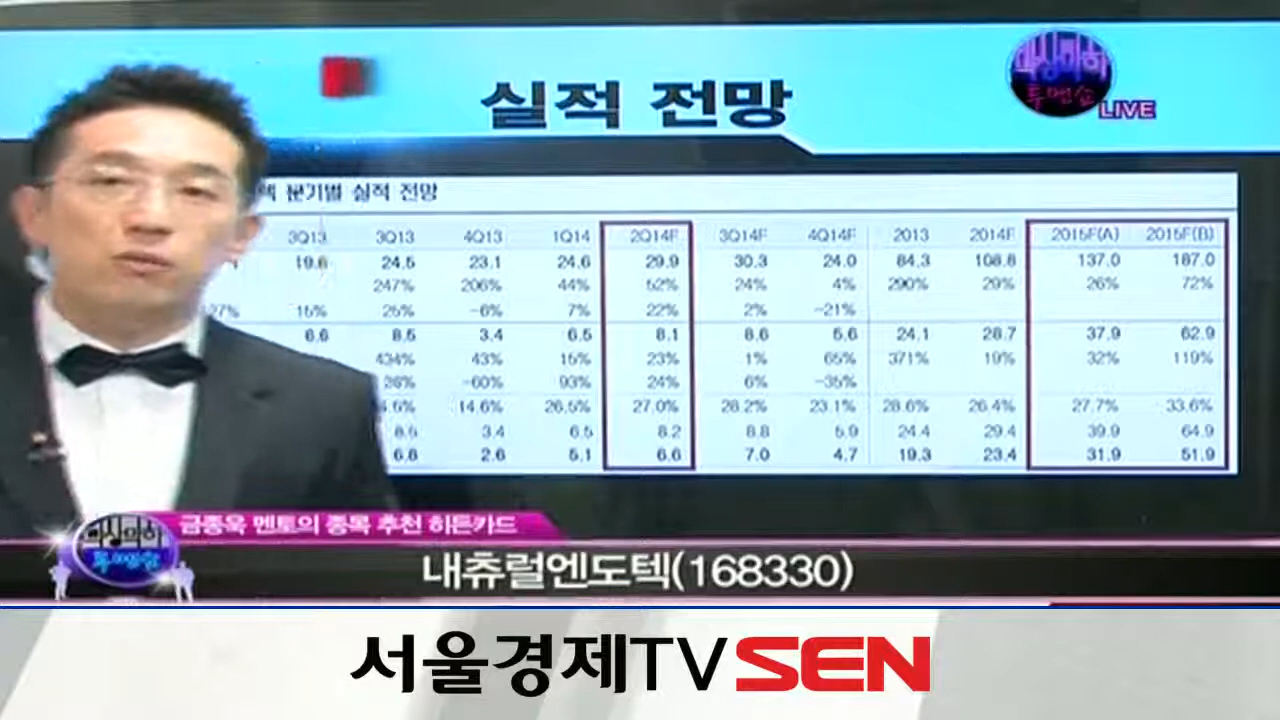 실적 전망
LIVE
분기별 실적 전망
3Q13 3Q13 4Q13 1Q14 2Q14F 3Q14F 4Q14F 2013 2014F 2015F(A) 2015F(B)
19.6 24.5 23.1 24.6 29.9 30.3 24.0 84.3 108.8 137.0 187.0
247% 206% 44% 52% 24% 4% 290% 29% 26% 72%
27% 15% 25% -6% 7% 22% 2% -21%
6.6 8.5 3.4 6.5 8.1 8.6 5.6 24.1 28.7 37.9 62.9
434% 43% 15% 23% 1% 65% 371% 19% 32% 119%
26% -60% 93% 24% 6% -35%
14.6% 26.5% 27.0% 28.2% 23.1% 28.6% 26.4% 27.7% 33.6%
8.5 3.4 6.5 8.2 8.8 5.9 24.4 29.4 39.9 64.9
6.8 2.6 5.1 6.6 7.0 4.7 19.3 23.4 31.9 51.9
금종욱 멘토의 종목 추천 히든카드
내츄럴엔도텍(168330)
서울경제TV SEN